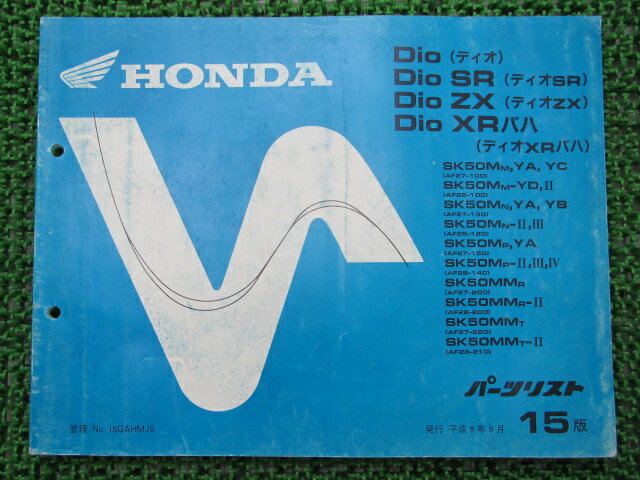 HONDA
Dio (ディオ)
Dio SR (ディオSR)
Dio ZX (ディオZX)
Dio XRバハ
(ディオXRバハ)
SK50MM,YA, YC
(AF27-100)
SK50MM-YD,II
(AF28-100)
SK50MN,YA, YB
(AF27-130)
SK50MN-II,III
(AF28-120)
SK50MP,YA
(AF27-150)
SK50MP-II,III,IV
(AF28-140)
SK50MMR
(AF27-200)
SK50MMR-II
(AF28-200)
SK50MMT
(AF27-220)
SK50MMT-II
(AF28-210)
パーツリスト
管理 No. 16GAHMJ5
発行 平成9年9月 15版